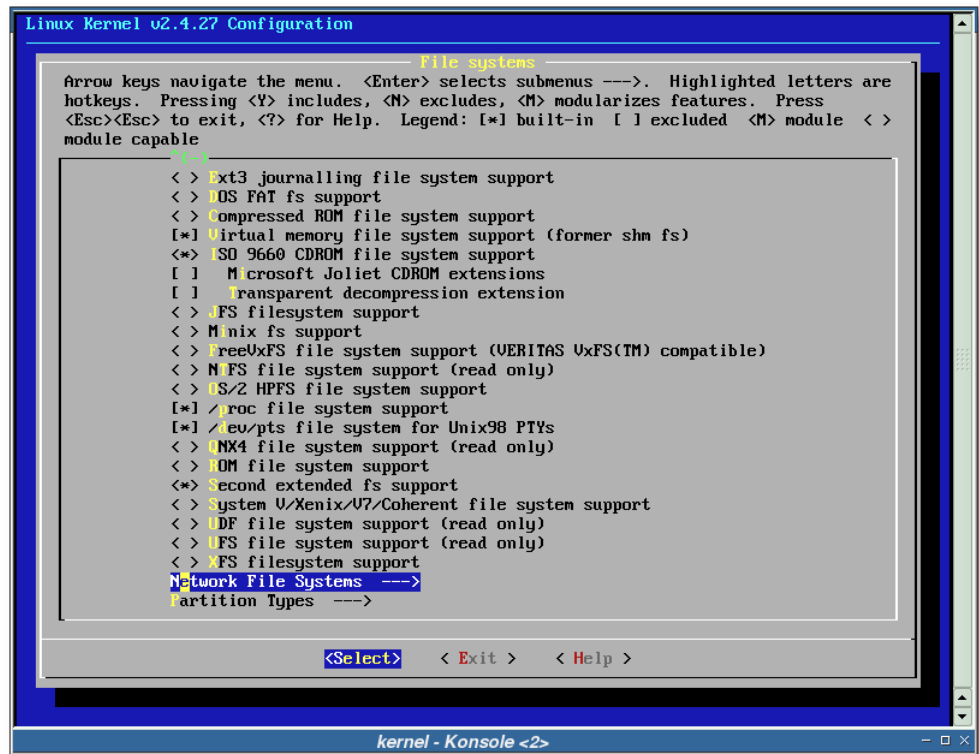 Linux Kernel v2.4.27 Configuration
File systems
Arrow keys navigate the menu. <Enter> selects submenus --->. Highlighted letters are
hotkeys. Pressing <Y> includes, <N> excludes, <M> modularizes features. Press
<Esc><Esc> to exit, <?> for Help. Legend: [*] built-in [ ] excluded <M> module < >
module capable
^(-)
< > Ext3 journalling file system support
< > DOS FAT fs support
< > Compressed ROM file system support
[*] Virtual memory file system support (former shm fs)
<*> ISO 9660 CDROM file system support
[ ]   Microsoft Joliet CDROM extensions
[ ]   Transparent decompression extension
< > JFS filesystem support
< > Minix fs support
< > FreeVxFS file system support (VERITAS VxFS(TM) compatible)
< > NTFS file system support (read only)
< > OS/2 HPFS file system support
[*] /proc file system support
[*] /dev/pts file system for Unix98 PTYs
< > QNX4 file system support (read only)
< > ROM file system support
<*> Second extended fs support
< > System V/Xenix/V7/Coherent file system support
< > UDF file system support (read only)
< > UFS file system support (read only)
< > XFS filesystem support
Network File Systems --->
Partition Types --->
<Select> < Exit > < Help >
kernel - Konsole <2>